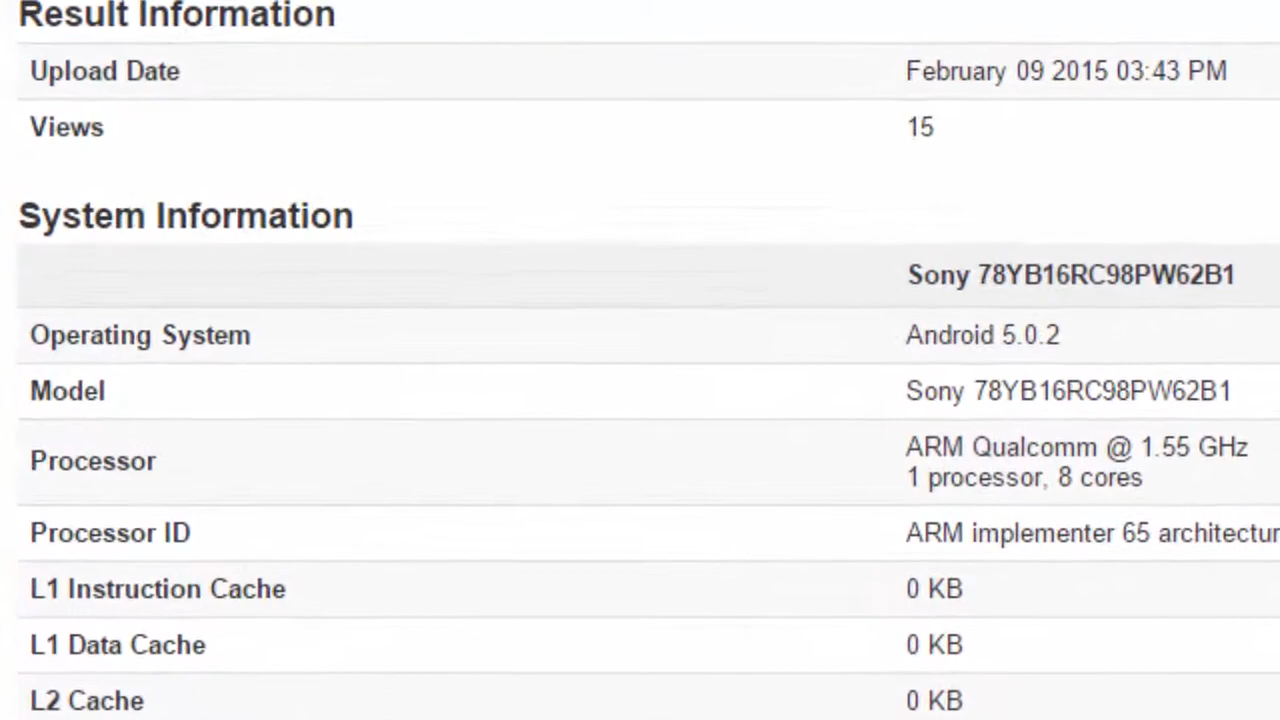 Result Information
Upload Date February 09 2015 03:43 PM
Views 15
System Information
Sony 78YB16RC98PW62B1
Operating System Android 5.0.2
Model Sony 78YB16RC98PW62B1
Processor ARM Qualcomm @ 1.55 GHz
1 processor, 8 cores
Processor ID ARM implementer 65 architectur
L1 Instruction Cache 0 KB
L1 Data Cache 0 KB
L2 Cache 0 KB